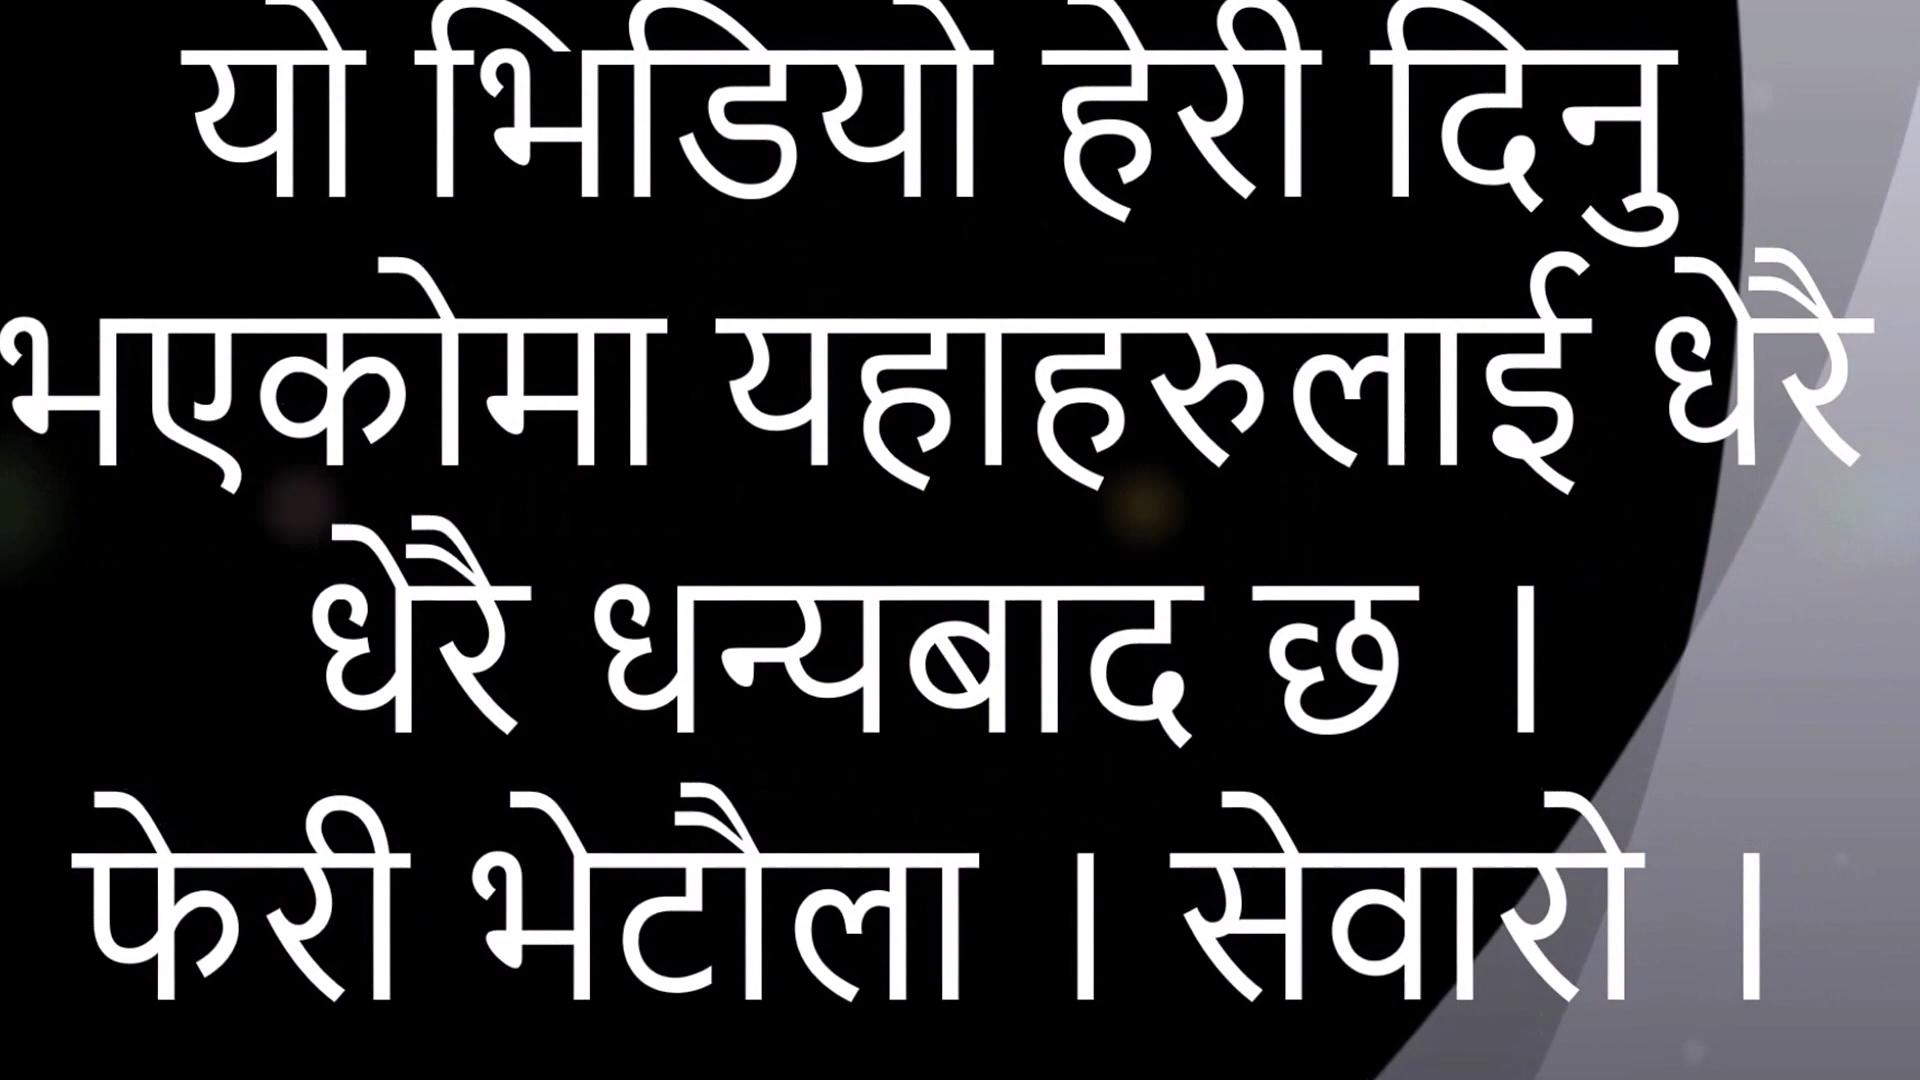 यो भिडियो हेरी दिनु
भएकोमा यहाहरुलाई धेरै
धेरै धन्यबाद छ ।
फेरी भेटौला । सेवारो ।